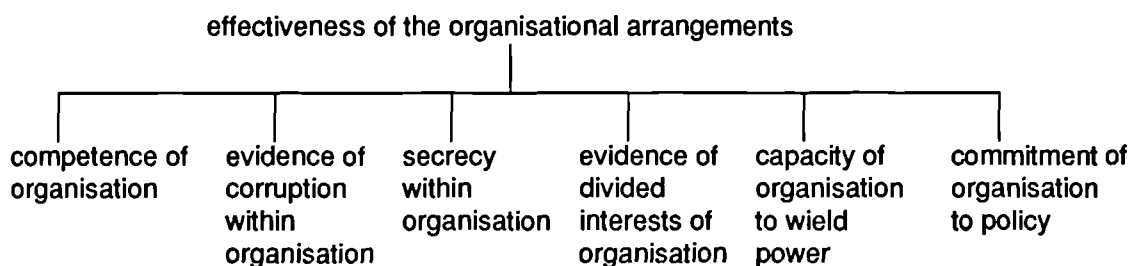 effectiveness of the organisational arrangements
competence of
organisation
evidence of
corruption
within
organisation
secrecy
within
organisation
evidence of
divided
interests of
organisation
capacity of
organisation
to wield
power
commitment of
organisation
to policy